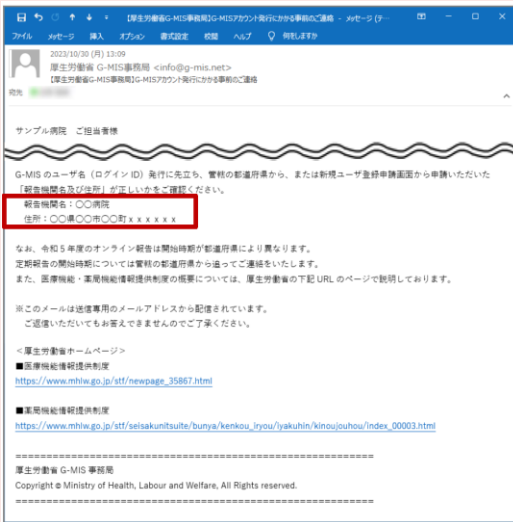 【厚生労働省G-MIS事務局】G-MISアカウント発行にかかる事前のご連絡 - メッセージ (テ…
ファイル メッセージ 挿入 オプション 書式設定 校閲 ヘルプ 何をしますか
2023/10/30 (月) 13:09
厚生労働省 G-MIS事務局 <info@g-mis.net>
【厚生労働省G-MIS事務局】G-MISアカウント発行にかかる事前のご連絡
宛先
サンプル病院 ご担当者様
G-MIS のユーザ名（ログイン ID）発行に先立ち、管轄の都道府県から、または新規ユーザ登録申請画面から申請いただいた
「報告機関名及び住所」が正しいかをご確認ください。
報告機関名：〇〇病院
住所：〇〇県〇〇市〇〇町ｘｘｘｘｘｘ
なお、令和５年度のオンライン報告は開始時期が都道府県により異なります。
定期報告の開始時期については管轄の都道府県から追ってご連絡をいたします。
また、医療機能・薬局機能情報提供制度の概要については、厚生労働省の下記 URL のページで説明しております。
※このメールは送信専用のメールアドレスから配信されています。
ご返信いただいてもお答えできませんのでご了承ください。
＜厚生労働省ホームページ＞
■医療機能情報提供制度
https://www.mhlw.go.jp/stf/newpage_35867.html
■薬局機能情報提供制度
https://www.mhlw.go.jp/stf/seisakunitsuite/bunya/kenkou_iryou/iyakuhin/kinoujouhou/index_00003.html
================================================================
厚生労働省 G-MIS 事務局
Copyright © Ministry of Health, Labour and Welfare, All Rights reserved.
================================================================